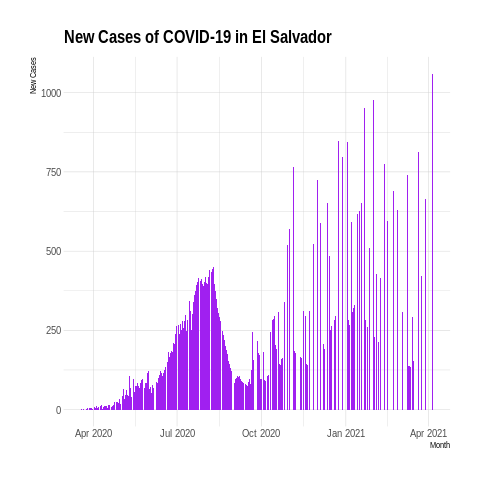 New Cases of COVID-19 in El Salvador
New Cases
1000
750
500
250
0
Apr 2020
Jul 2020
Oct 2020
Jan 2021
Apr 2021
Month